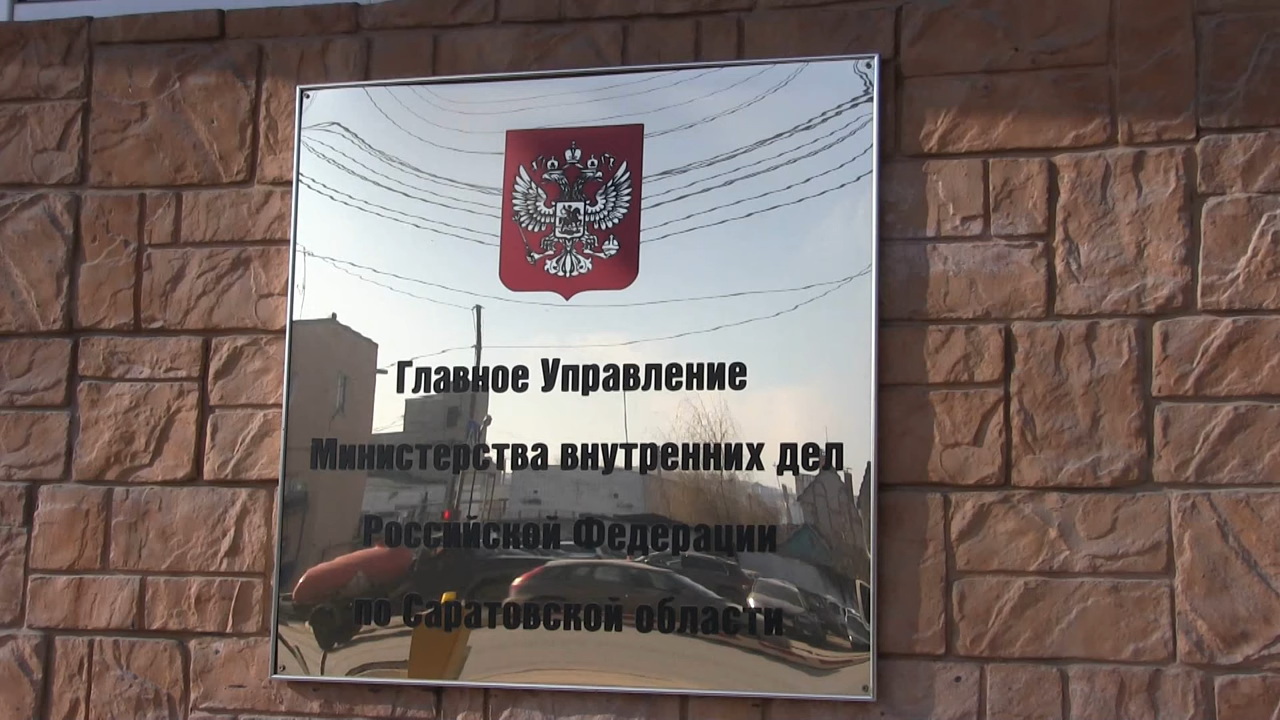 Главное Управление
Министерства внутренних дел
Российской Федерации
по Саратовской области